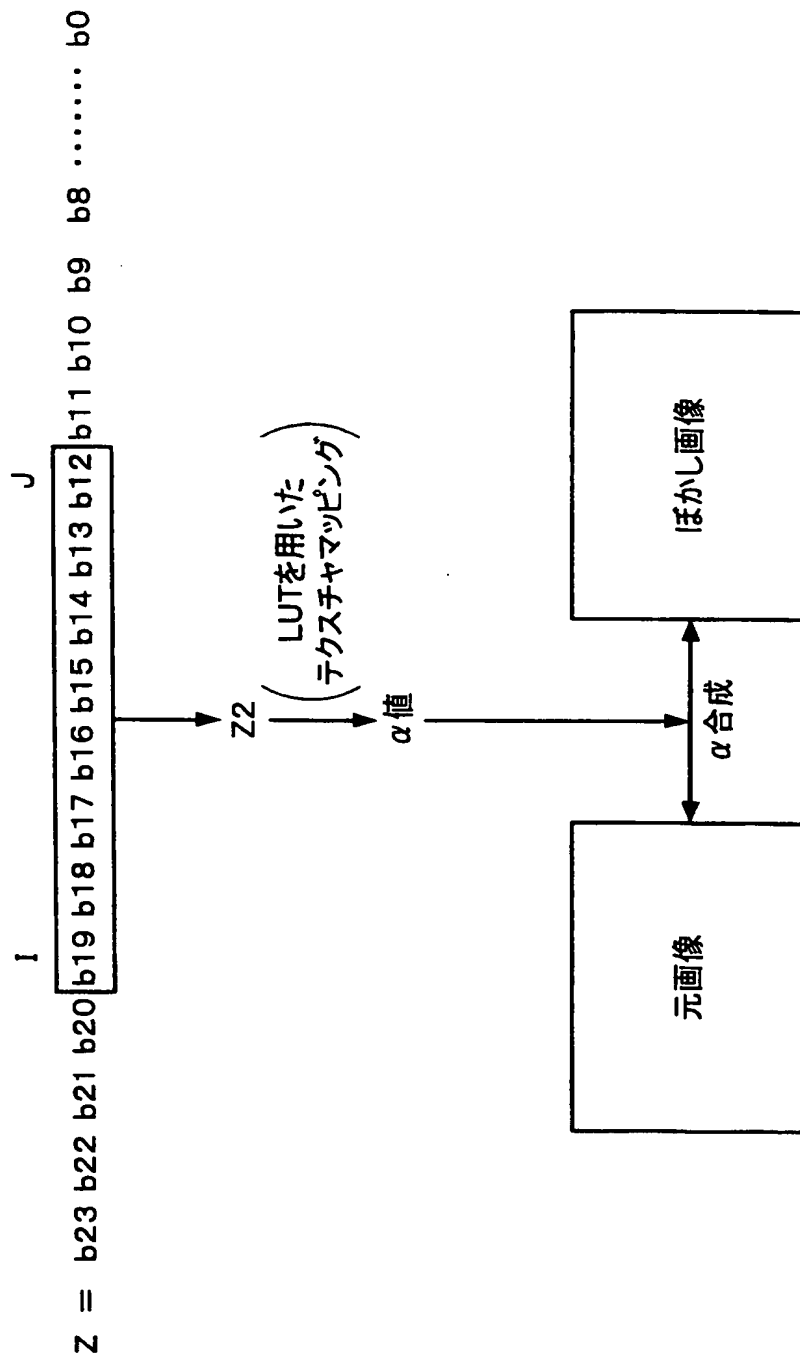 I J
Z = b23 b22 b21 b20 b19 b18 b17 b16 b15 b14 b13 b12 b11 b10 b9 b8 ······· b0
Z2
LUTを用いた
テクスチャマッピング
α値
α合成
元画像
ぼかし画像